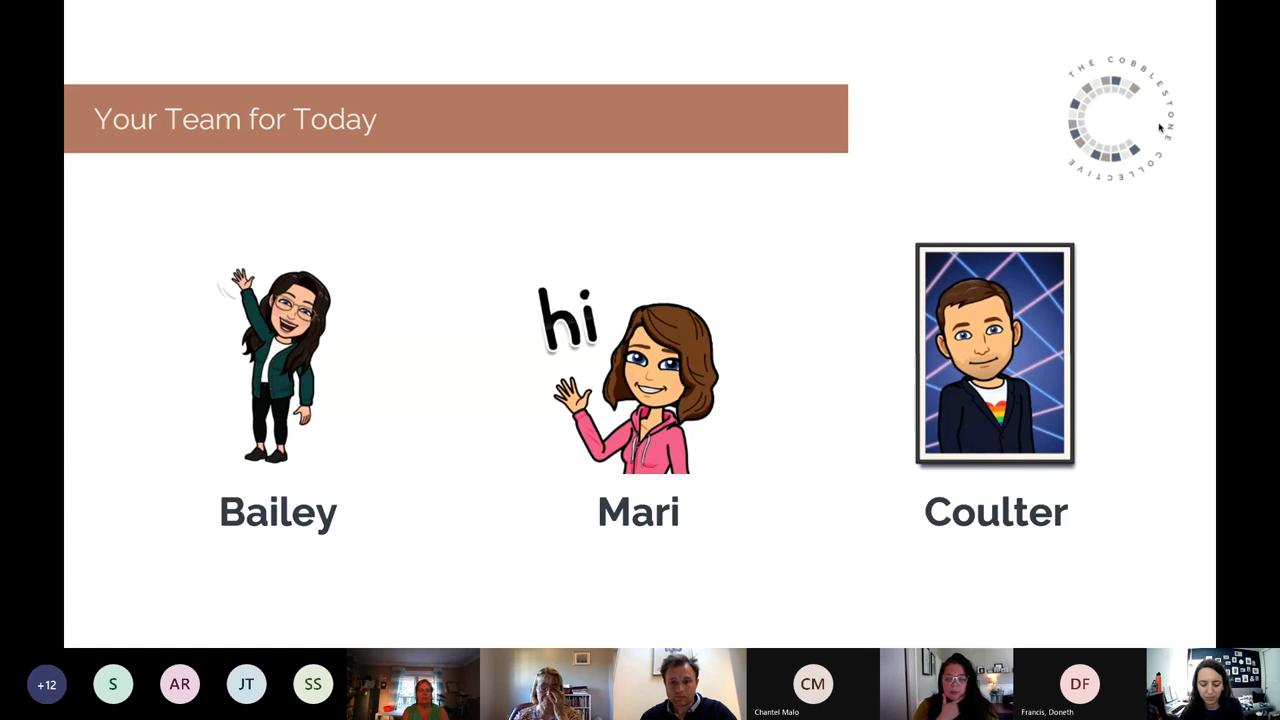 Your Team for Today
THE COBBLESTONE COLLECTIVE
hi
Bailey
Mari
Coulter
+12
S
AR
JT
SS
CM
DF
Chantel Malo
Francis, Doneth